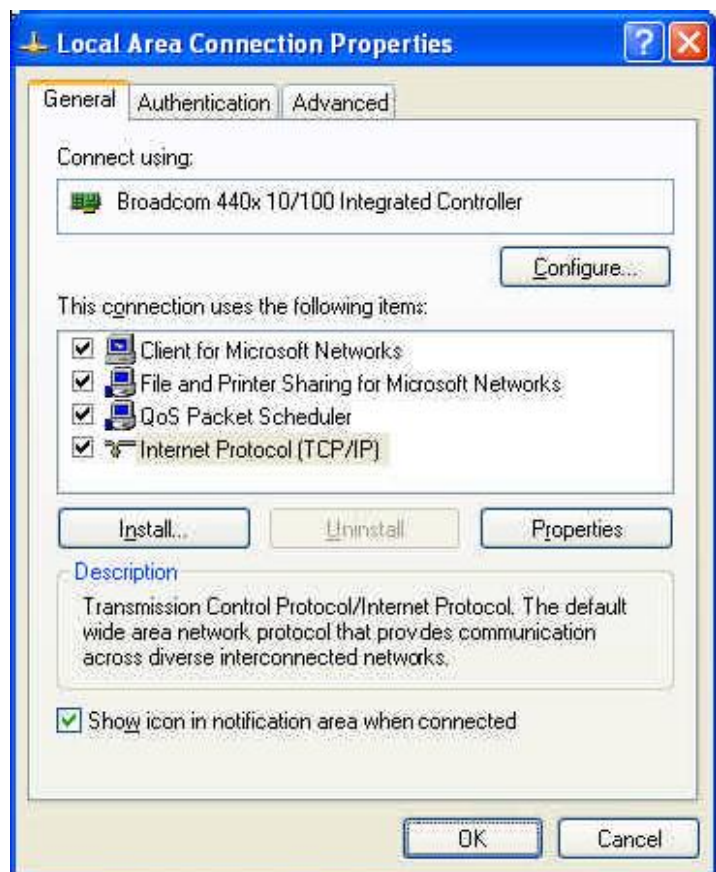 Local Area Connection Properties
General Authentication Advanced
Connect using:
Broadcom 440x 10/100 Integrated Controller
Configure...
This connection uses the following items:
Client for Microsoft Networks
File and Printer Sharing for Microsoft Networks
QoS Packet Scheduler
Internet Protocol (TCP/IP)
Install... Uninstall Properties
Description
Transmission Control Protocol/Internet Protocol. The default
wide area network protocol that provdes communication
across diverse interconnected networks.
Show icon in notification area when connected
OK Cancel